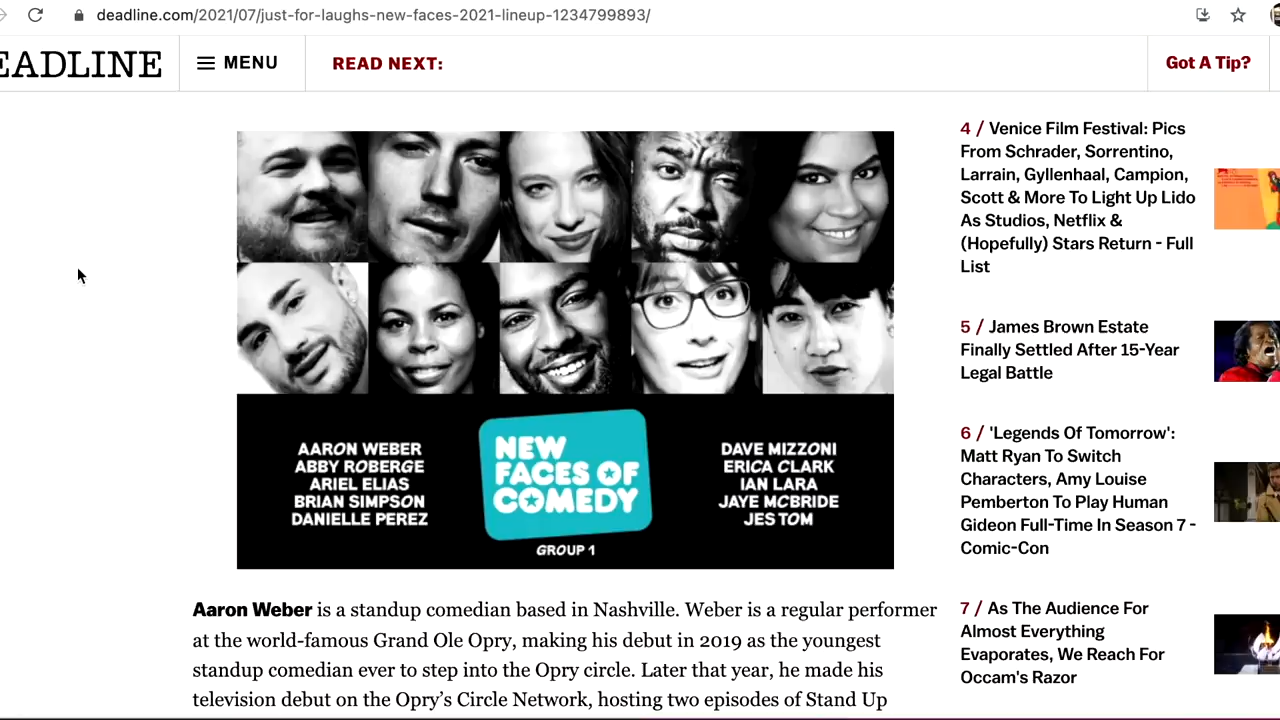 deadline.com/2021/07/just-for-laughs-new-faces-2021-lineup-1234799893/
EADLINE
MENU
READ NEXT:
Got A Tip?
AARON WEBER
ABBY ROBERGE
ARIEL ELIAS
BRIAN SIMPSON
DANIELLE PEREZ
NEW
FACES OF
COMEDY
GROUP 1
DAVE MIZZONI
ERICA CLARK
IAN LARA
JAYE MCBRIDE
JES TOM
Aaron Weber is a standup comedian based in Nashville. Weber is a regular performer
at the world-famous Grand Ole Opry, making his debut in 2019 as the youngest
standup comedian ever to step into the Opry circle. Later that year, he made his
television debut on the Opry’s Circle Network, hosting two episodes of Stand Up
4 / Venice Film Festival: Pics
From Schrader, Sorrentino,
Larrain, Gyllenhaal, Campion,
Scott & More To Light Up Lido
As Studios, Netflix &
(Hopefully) Stars Return - Full
List
5 / James Brown Estate
Finally Settled After 15-Year
Legal Battle
6 / 'Legends Of Tomorrow':
Matt Ryan To Switch
Characters, Amy Louise
Pemberton To Play Human
Gideon Full-Time In Season 7 -
Comic-Con
7 / As The Audience For
Almost Everything
Evaporates, We Reach For
Occam's Razor